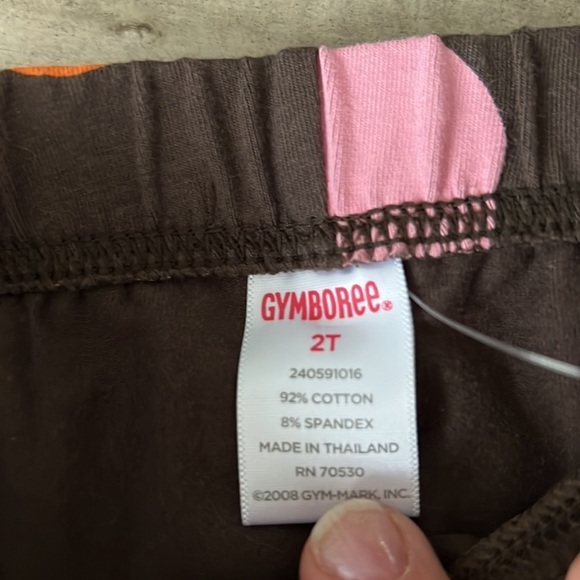 GYMBOREE®
2T
240591016
92% COTTON
8% SPANDEX
MADE IN THAILAND
RN 70530
©2008 GYM-MARK, INC.